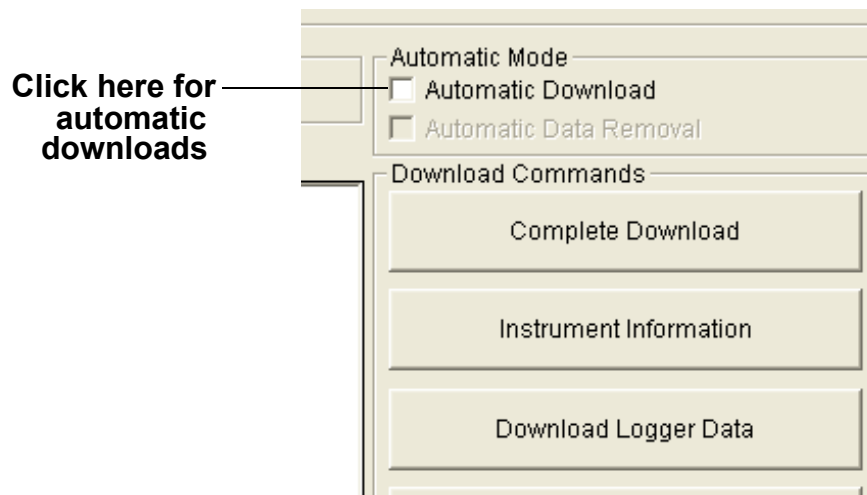 Click here for
automatic
downloads
Automatic Mode
Automatic Download
Automatic Data Removal
Download Commands
Complete Download
Instrument Information
Download Logger Data